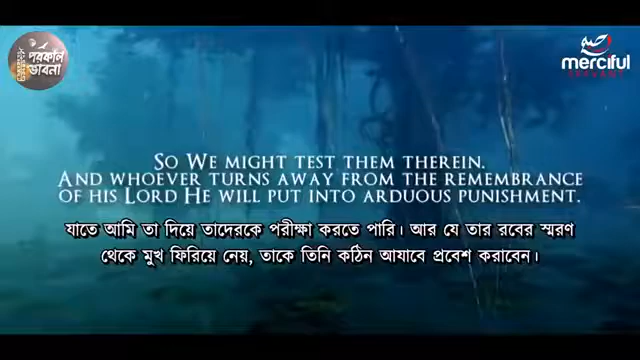 পরকাল
ভাবনা
merciful
SERVANT
SO WE MIGHT TEST THEM THEREIN.
AND WHOEVER TURNS AWAY FROM THE REMEMBRANCE
OF HIS LORD HE WILL PUT INTO ARDUOUS PUNISHMENT.
যাতে আমি তা দিয়ে তাদেরকে পরীক্ষা করতে পারি। আর যে তার রবের স্মরণ
থেকে মুখ ফিরিয়ে নেয়, তাকে তিনি কঠিন আযাবে প্রবেশ করাবেন।